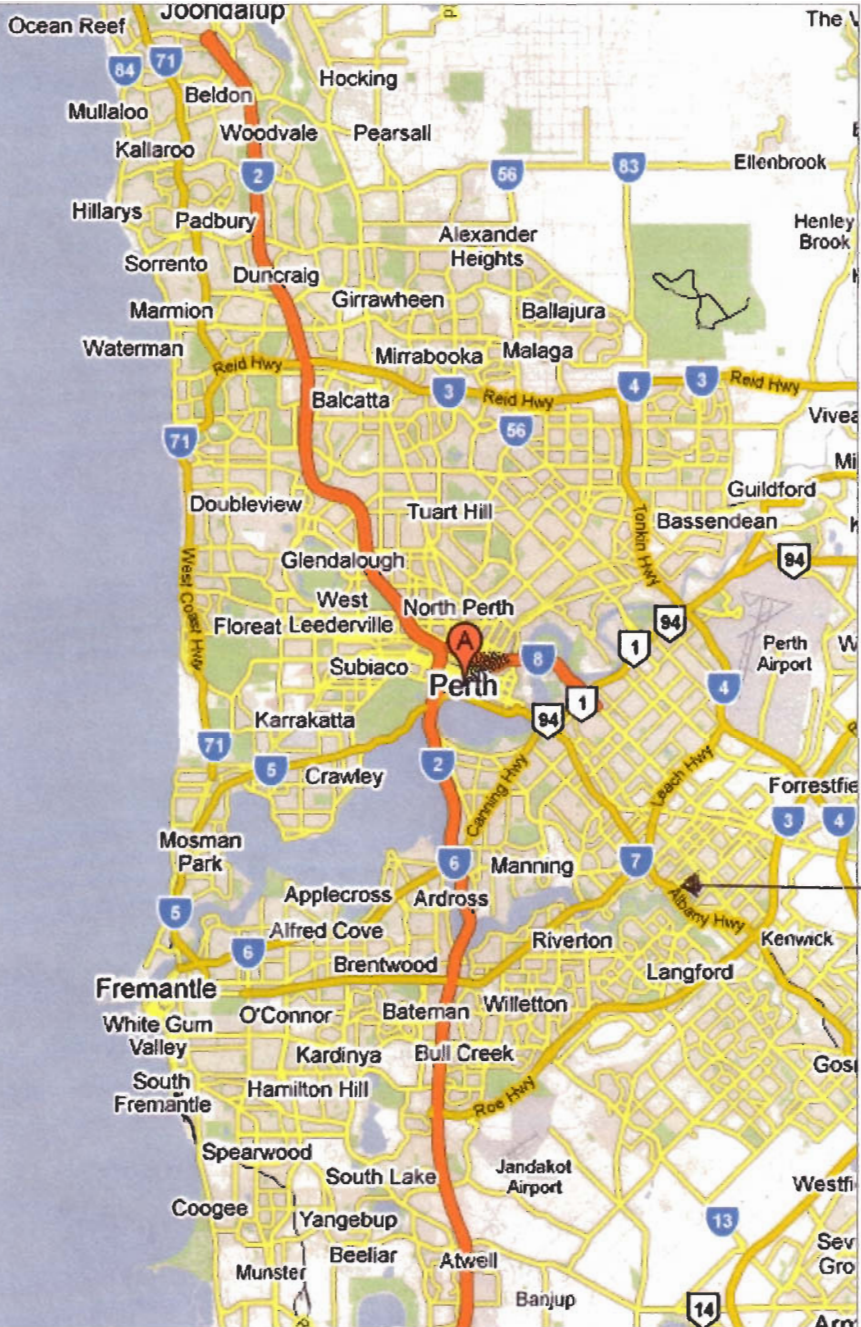 Joondalup
Ocean Reef
The
84
71
Hocking
Beldon
Mullaloo
Woodvale
Pearsall
Kallaroo
2
56
83
Ellenbrook
Hillarys
Padbury
Henley
Brook
Alexander
Heights
Sorrento
Duncraig
Girrawheen
Ballajura
Marmion
Waterman
Mirrabooka
Malaga
Reid Hwy
3
Reid Hwy
4
3
Reid Hwy
Balcatta
56
71
Guildford
Doubleview
Tuart Hill
Bassendean
Tonkin Hwy
94
Glendalough
West Coast Hwy
West
Leederville
North Perth
Floreat
94
1
A
8
Perth
Airport
Subiaco
Perth
4
1
94
Karrakatta
71
5
Crawley
2
Canning Hwy
Leach Hwy
Forrestfie
3
4
Mosman
Park
6
Manning
7
Applecross
Ardross
Albany Hwy
5
Alfred Cove
6
Riverton
Kenwick
Brentwood
Langford
Fremantle
O'Connor
Bateman
Willetton
White Gum
Valley
Kardinya
Bull Creek
Gos
South
Fremantle
Hamilton Hill
Roe Hwy
Spearwood
South Lake
Jandakot
Airport
Westfi
Coogee
Yangebup
13
Beeliar
Atwell
Sev
Gro
Munster
Banjup
14
Arm